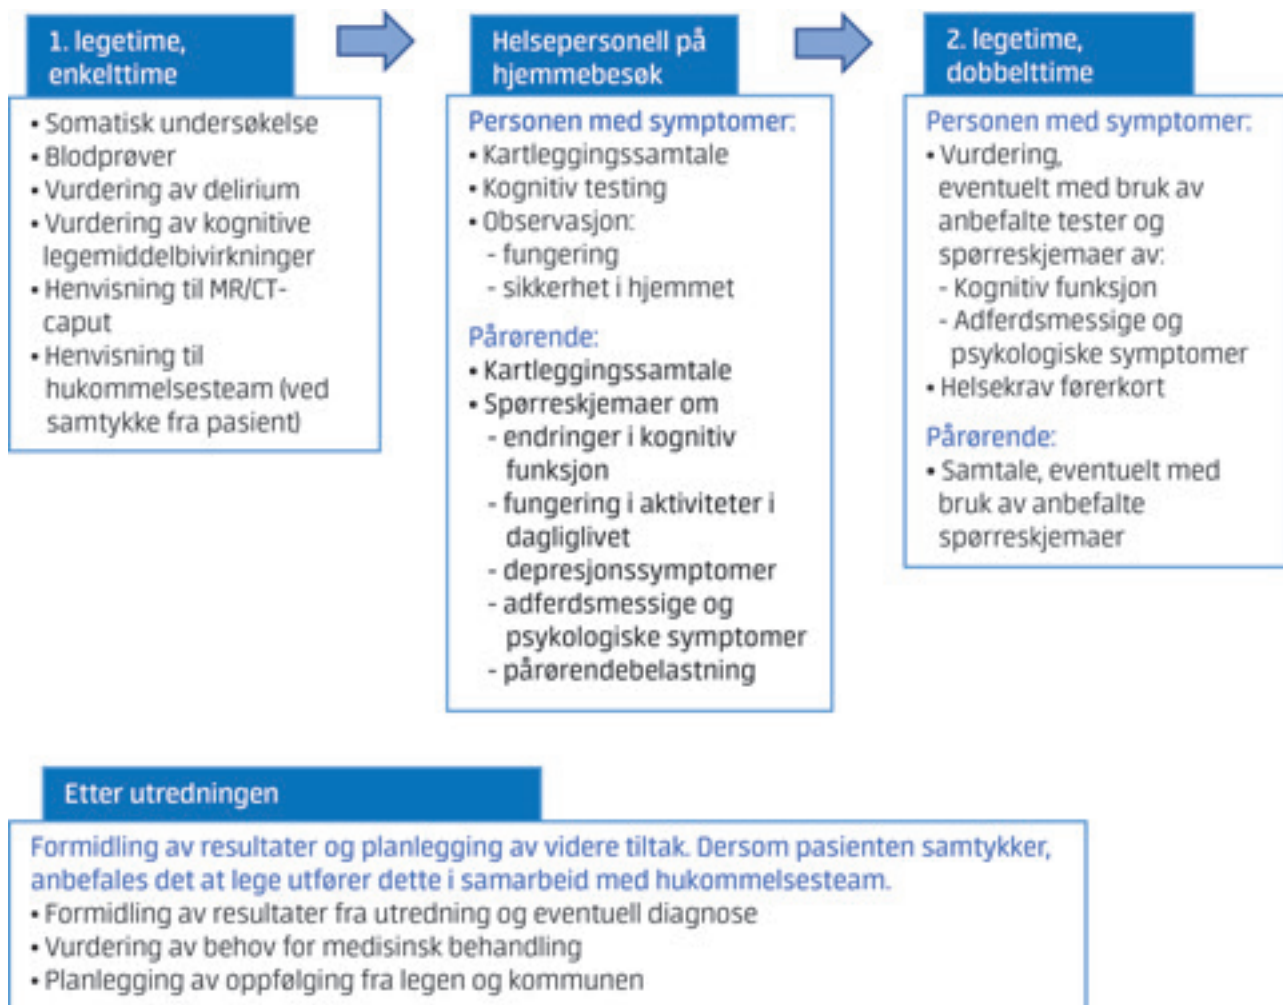 1. legetime,
enkelttime
• Somatisk undersøkelse
• Blodprøver
• Vurdering av delirium
• Vurdering av kognitive
legemiddelbivirkninger
• Henvisning til MR/CT-
caput
• Henvisning til
hukommelsesteam (ved
samtykke fra pasient)
Helsepersonell på
hjemmebesøk
Personen med symptomer:
• Kartleggingssamtale
• Kognitiv testing
• Observasjon:
- fungering
- sikkerhet i hjemmet
Pårørende:
• Kartleggingssamtale
• Spørreskjemaer om
- endringer i kognitiv
funksjon
- fungering i aktiviteter i
dagliglivet
- depresjonssymptomer
- adferdsmessige og
psykologiske symptomer
- pårørendebelastning
2. legetime,
dobbelttime
Personen med symptomer:
• Vurdering,
eventuelt med bruk av
anbefalte tester og
spørreskjemaer av:
- Kognitiv funksjon
- Adferdsmessige og
psykologiske symptomer
• Helsekrav førerkort
Pårørende:
• Samtale, eventuelt med
bruk av anbefalte
spørreskjemaer
Etter utredningen
Formidling av resultater og planlegging av videre tiltak. Dersom pasienten samtykker,
anbefales det at lege utfører dette i samarbeid med hukommelsesteam.
• Formidling av resultater fra utredning og eventuell diagnose
• Vurdering av behov for medisinsk behandling
• Planlegging av oppfølging fra legen og kommunen